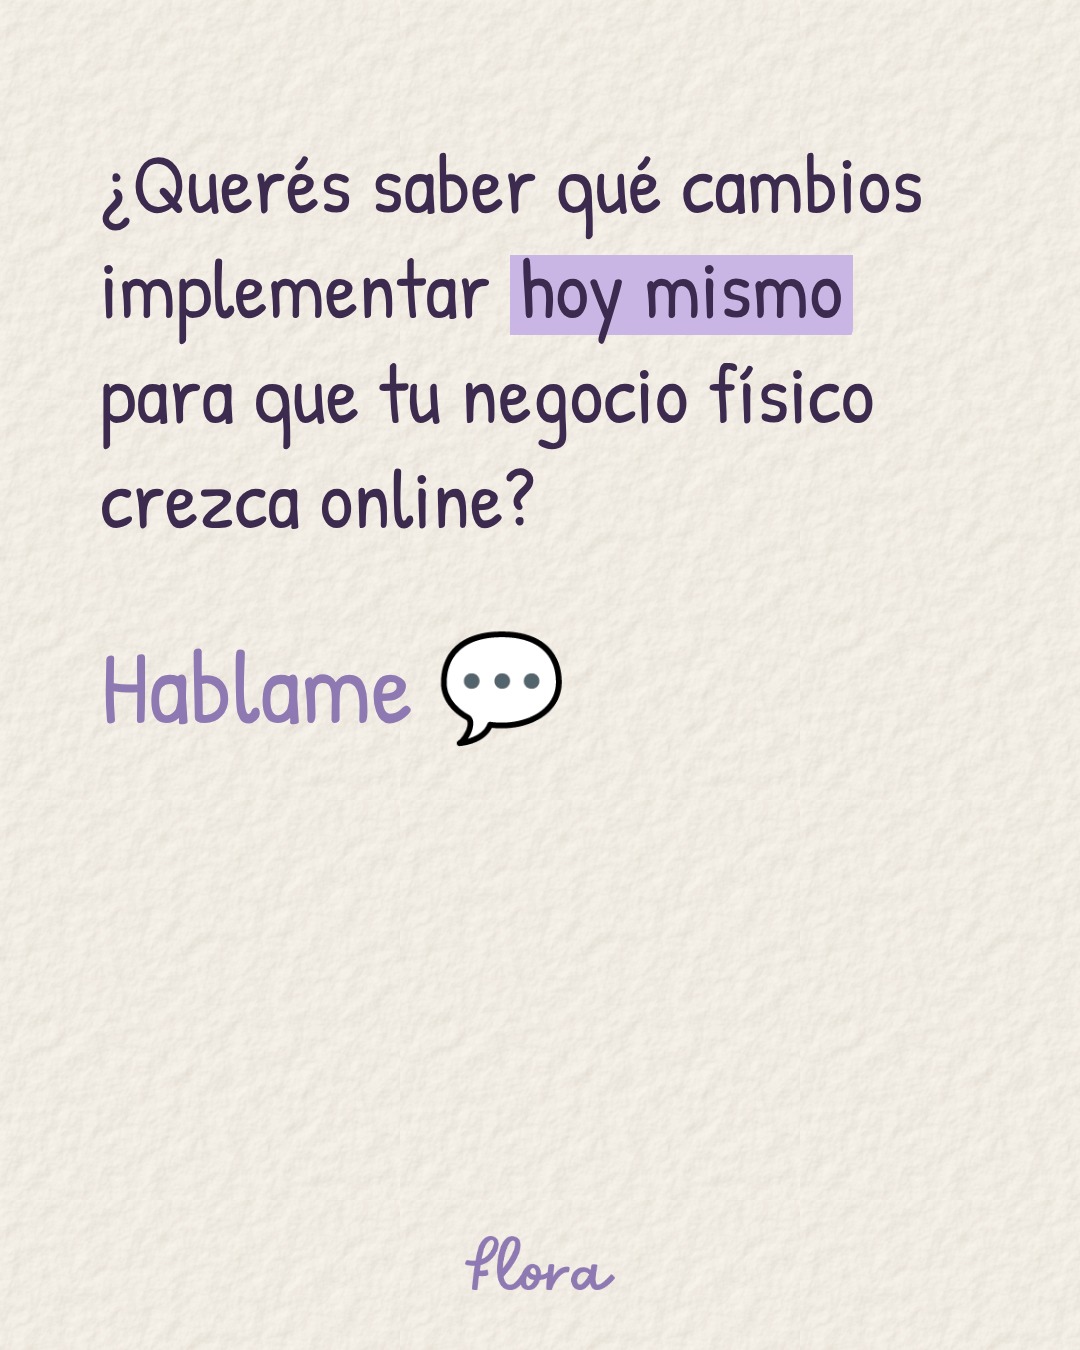 ¿Querés saber qué cambios
implementar hoy mismo
para que tu negocio físico
crezca online?
Hablame 💬
flora